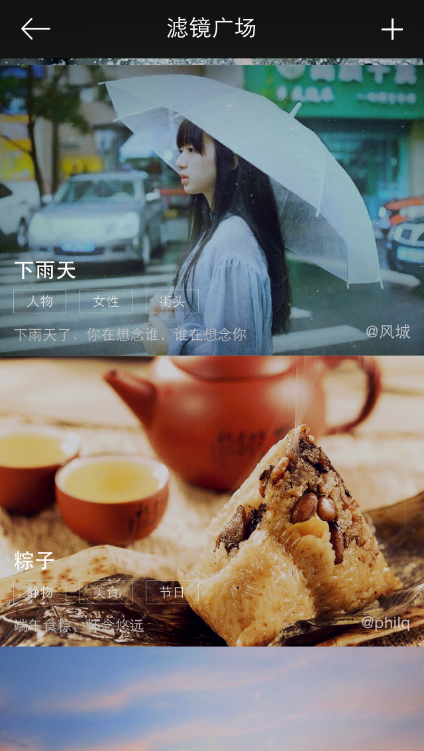 滤镜广场
下雨天
人物 女性 街头
下雨天了，你在想念谁，谁在想念你
@风城
粽子
静物 美食 节日
端午食粽，怀念悠远
@philq